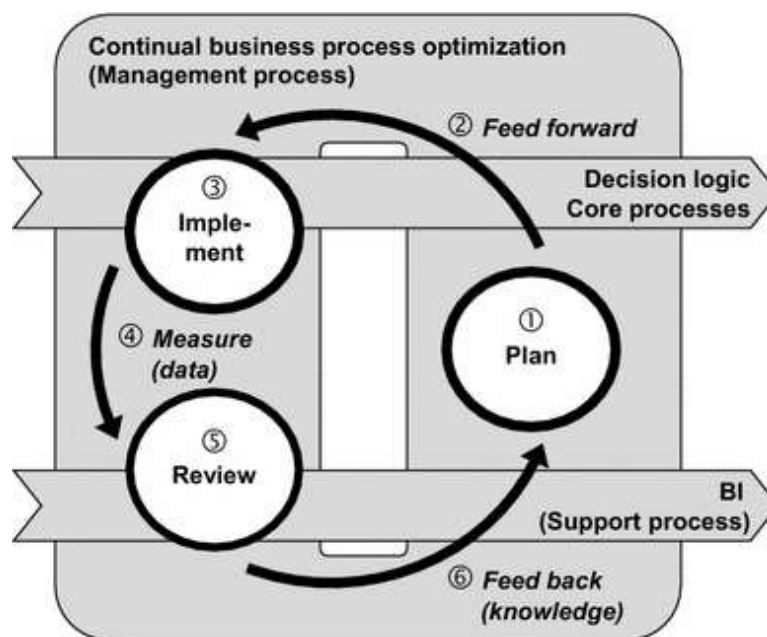 Continual business process optimization
(Management process)
② Feed forward
Decision logic
Core processes
③
Imple-
ment
①
Plan
④ Measure
(data)
⑤
Review
BI
(Support process)
⑥ Feed back
(knowledge)